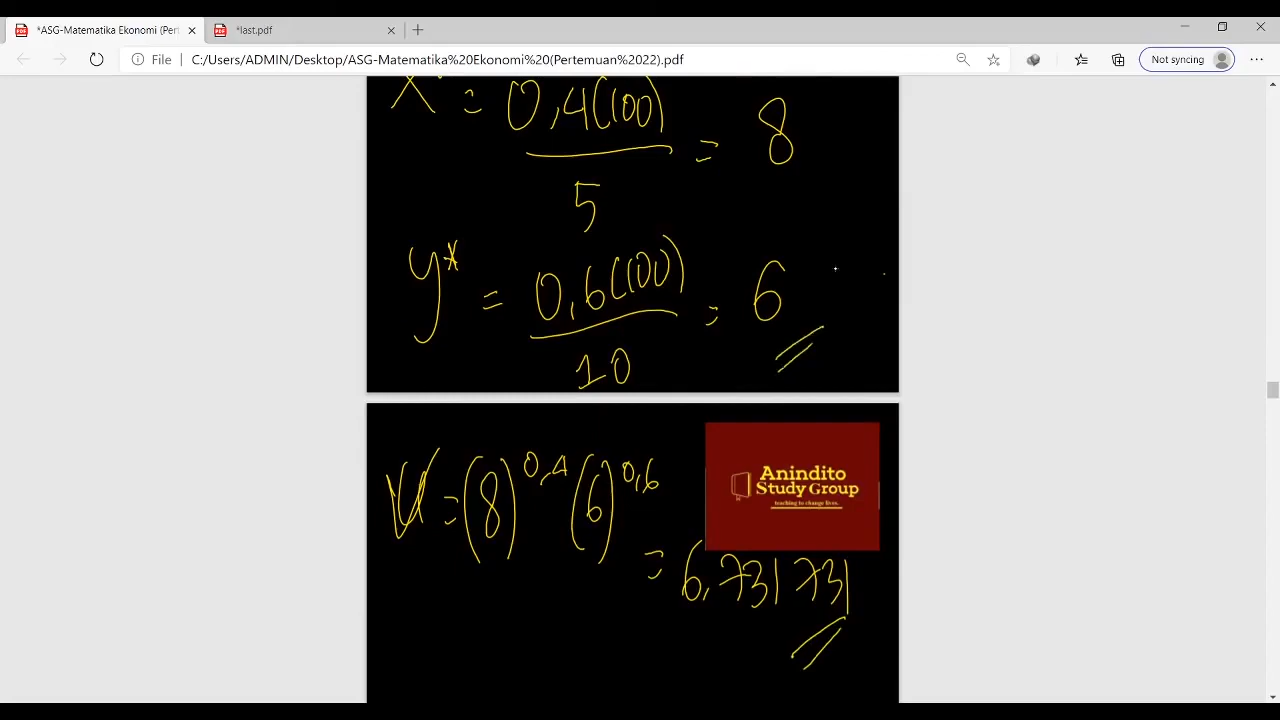 *ASG-Matematika Ekonomi (Pert
*last.pdf
File
C:/Users/ADMIN/Desktop/ASG-Matematika%20Ekonomi%20(Pertemuan%2022).pdf
Not syncing
X* = 0,4(100) / 5 = 8
y* = 0,6(100) / 10 = 6
U = (8)^0,4 (6)^0,6
= 6,731731
Anindito
Study Group
teaching to change lives.